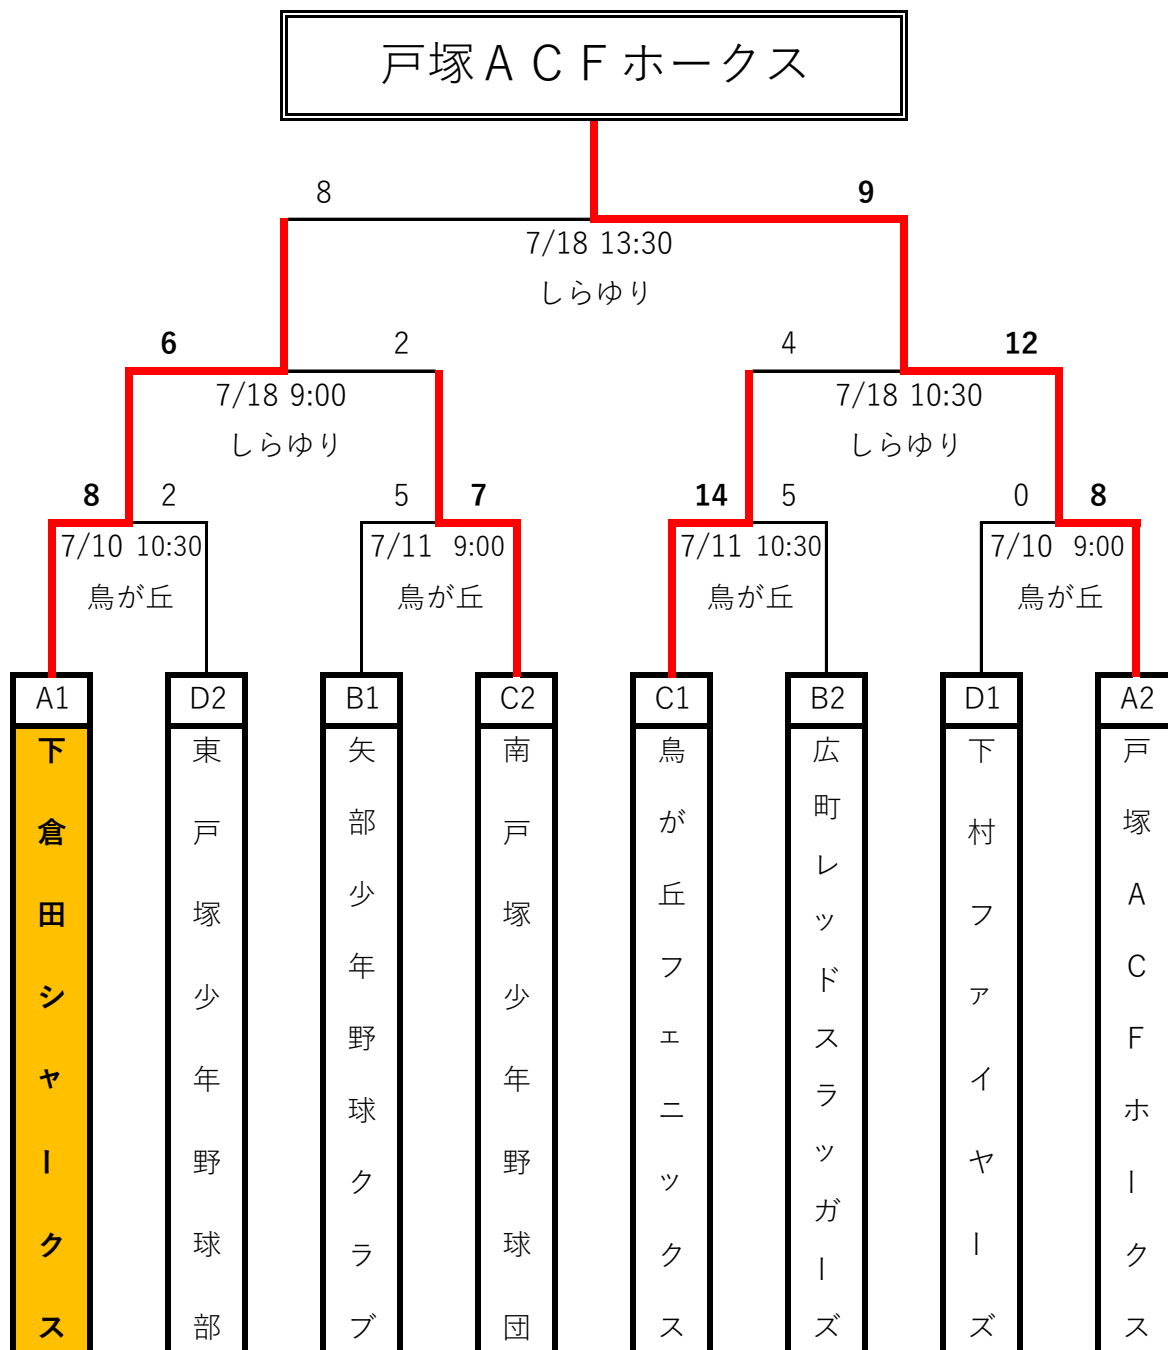 戸塚ＡＣＦホークス
8 9
7/18 13:30
しらゆり
6 2 4 12
7/18 9:00 7/18 10:30
しらゆり しらゆり
8 2 5 7 14 5 0 8
7/10 10:30 7/11 9:00 7/11 10:30 7/10 9:00
鳥が丘 鳥が丘 鳥が丘 鳥が丘
A1 D2 B1 C2 C1 B2 D1 A2
下倉田シャークス
東戸塚少年野球部
矢部少年野球クラブ
南戸塚少年野球団
鳥が丘フェニックス
広町レッドスラッガーズ
下村ファイヤーズ
戸塚ＡＣＦホークス